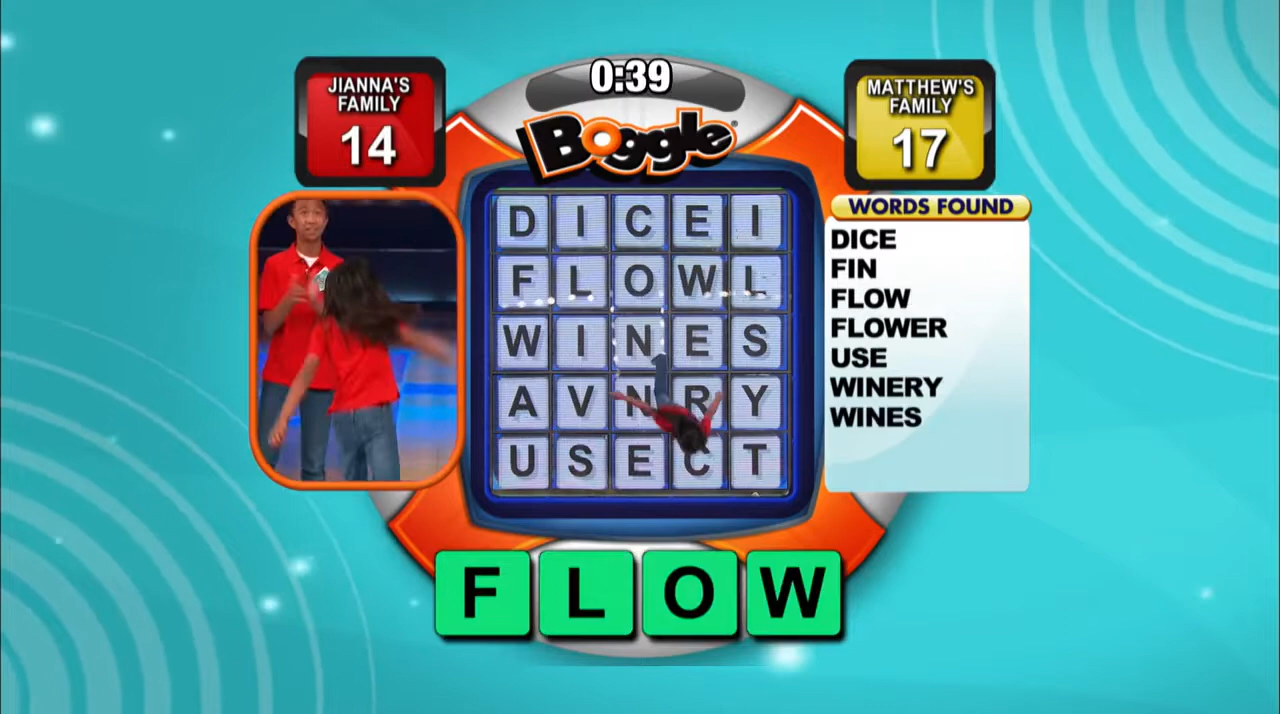 0:39
JIANNA'S
FAMILY
14
Boggle
MATTHEW'S
FAMILY
17
D I C E I
F L O W L
W I N E S
A V N R Y
U S E C T
WORDS FOUND
DICE
FIN
FLOW
FLOWER
USE
WINERY
WINES
F L O W